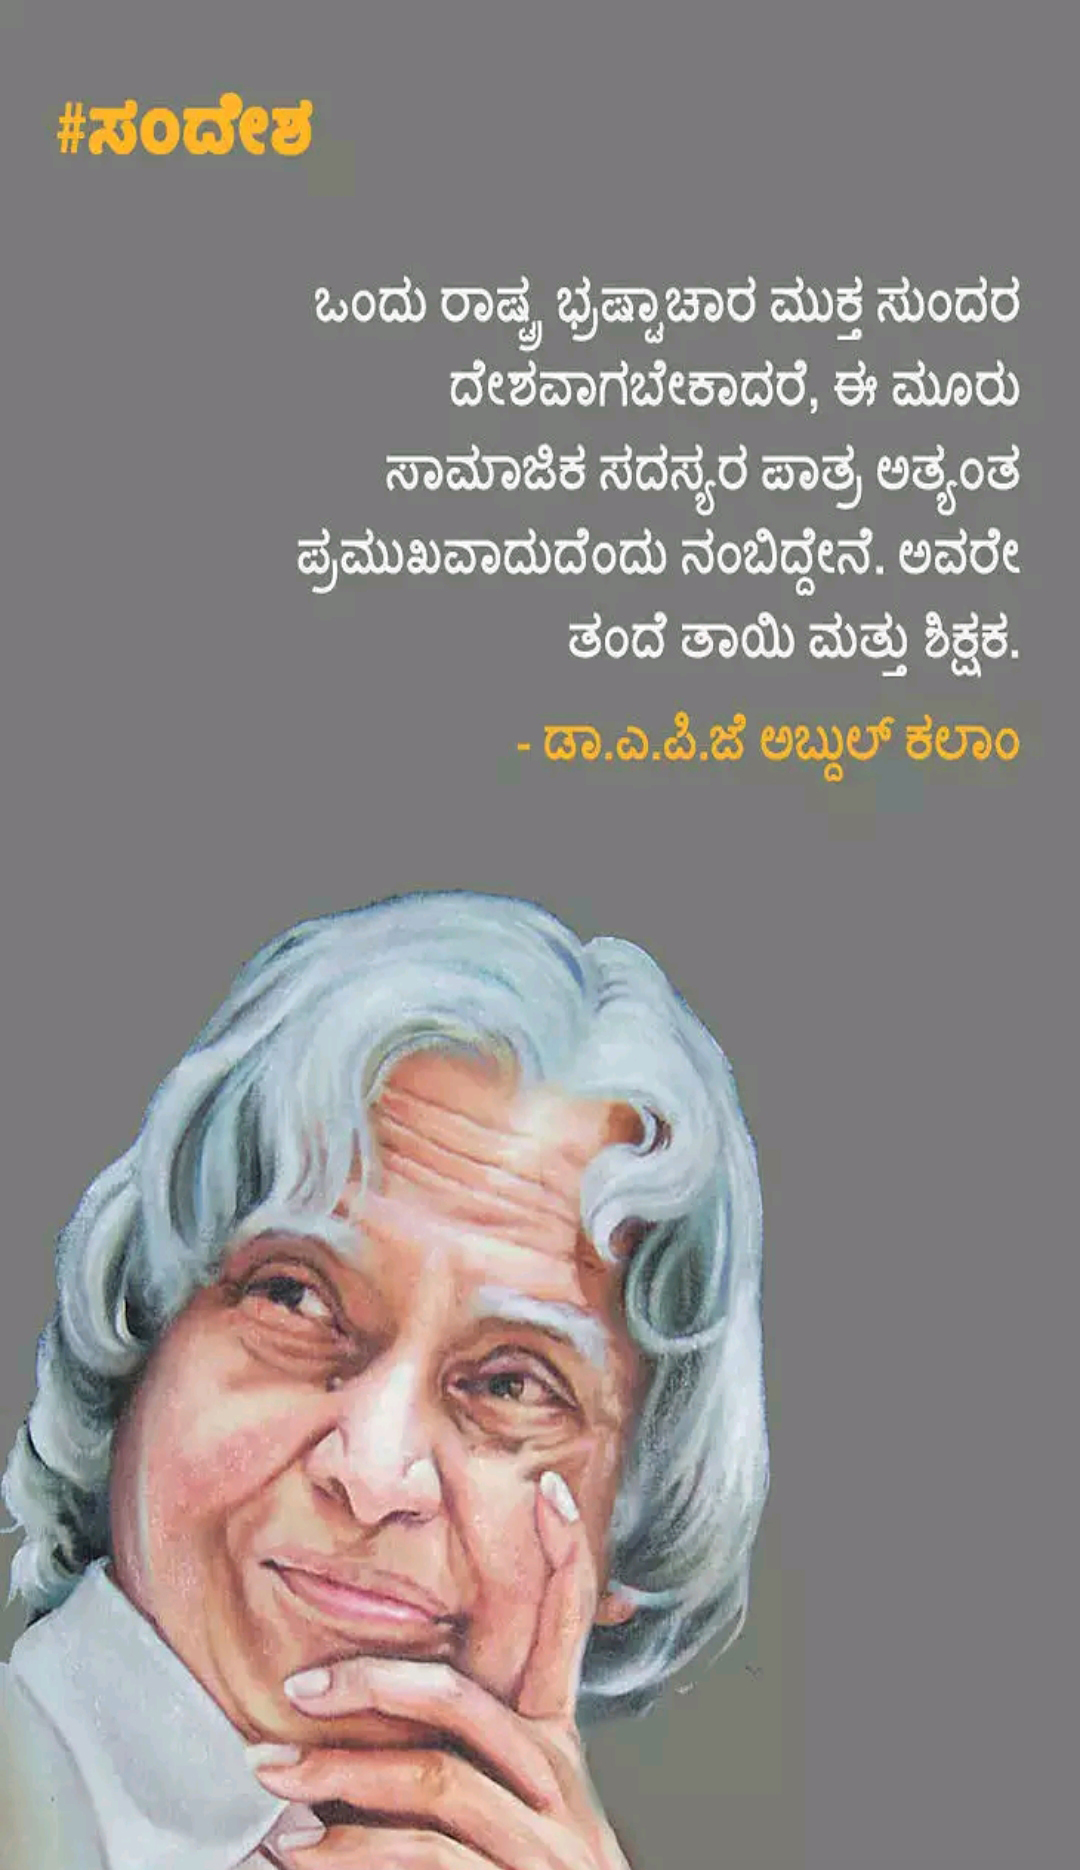 #ಸಂದೇಶ
ಒಂದು ರಾಷ್ಟ್ರ ಭ್ರಷ್ಟಾಚಾರ ಮುಕ್ತ ಸುಂದರ
ದೇಶವಾಗಬೇಕಾದರೆ, ಈ ಮೂರು
ಸಾಮಾಜಿಕ ಸದಸ್ಯರ ಪಾತ್ರ ಅತ್ಯಂತ
ಪ್ರಮುಖವಾದುದೆಂದು ನಂಬಿದ್ದೇನೆ. ಅವರೇ
ತಂದೆ ತಾಯಿ ಮತ್ತು ಶಿಕ್ಷಕ.
- ಡಾ.ಎ.ಪಿ.ಜೆ ಅಬ್ದುಲ್ ಕಲಾಂ